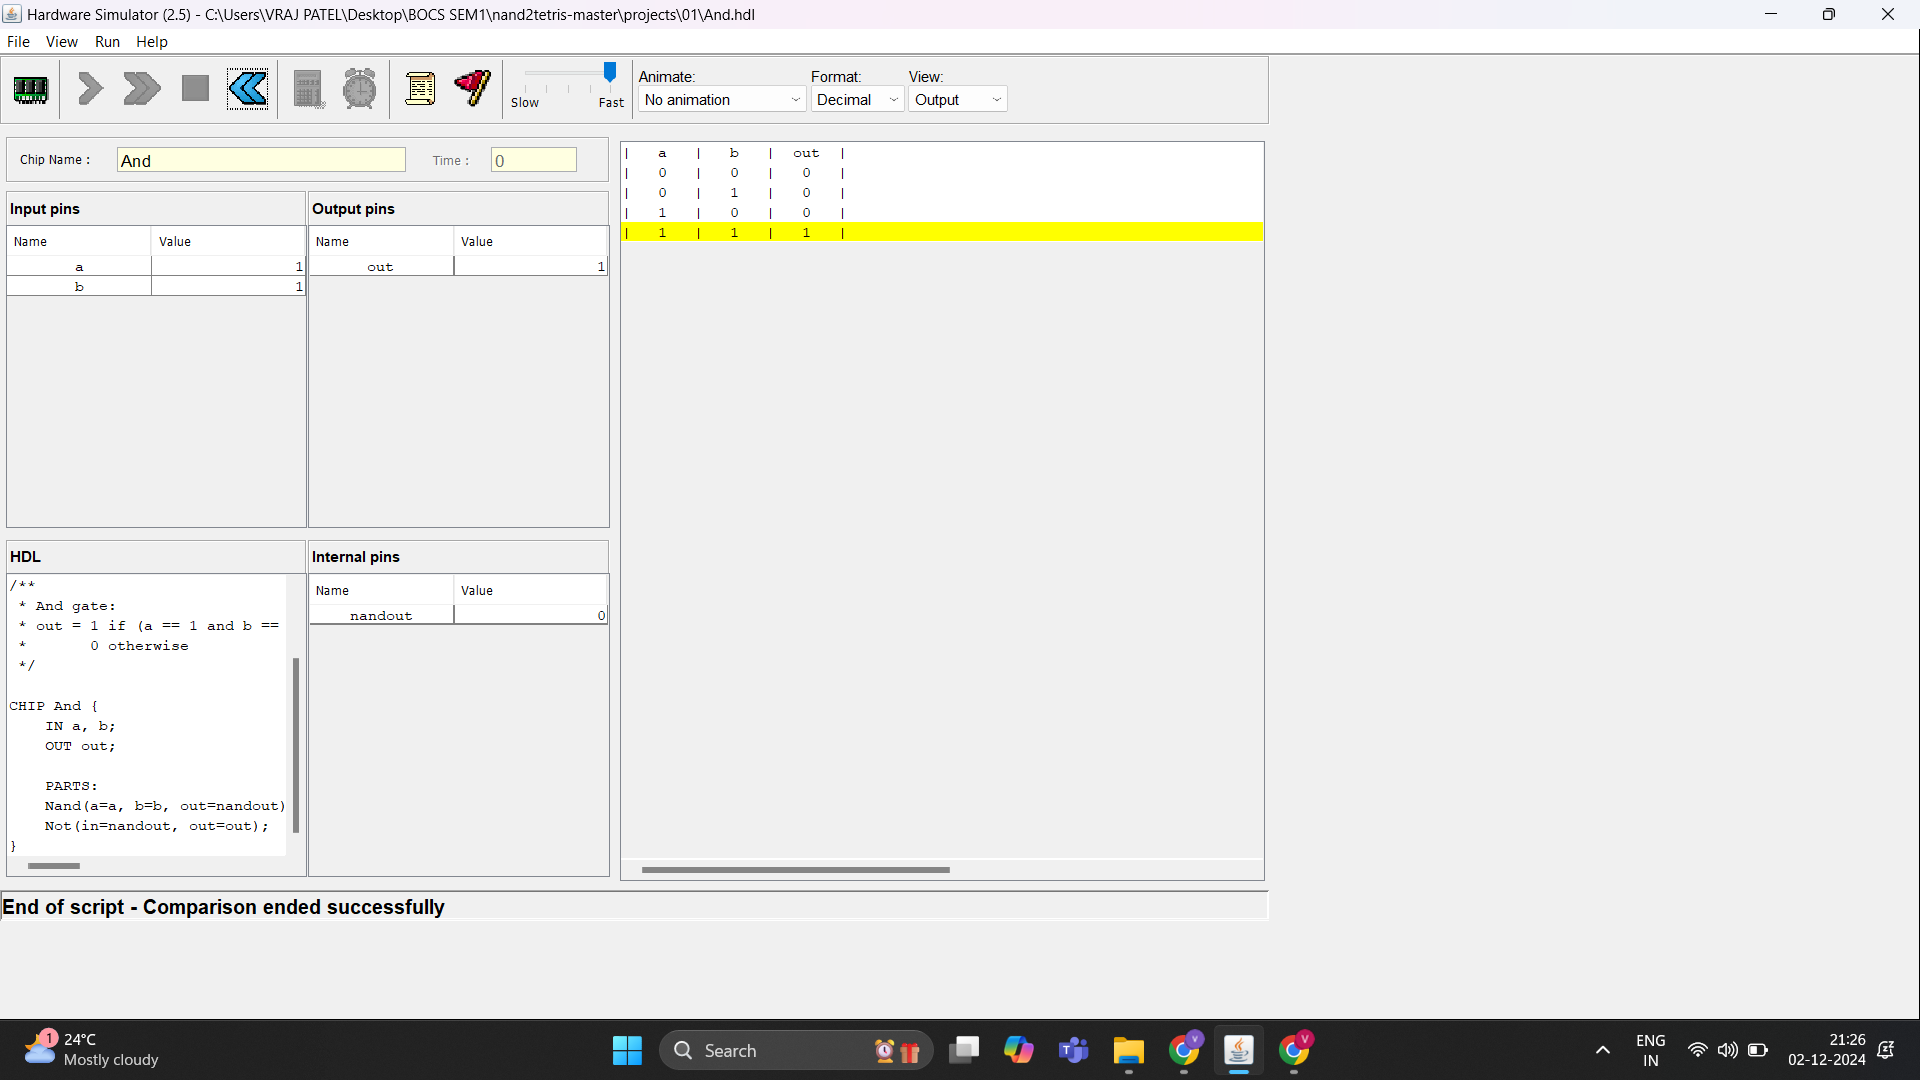 Hardware Simulator (2.5) - C:\Users\VRAJ PATEL\Desktop\BOCS SEM1\nand2tetris-master\projects\01\And.hdl
File View Run Help
Slow Fast
Animate: Format: View:
No animation Decimal Output
Chip Name : And Time : 0
| a | b | out |
| 0 | 0 | 0 |
| 0 | 1 | 0 |
| 1 | 0 | 0 |
| 1 | 1 | 1 |
Input pins
Name Value
a 1
b 1
Output pins
Name Value
out 1
HDL
/**
* And gate:
* out = 1 if (a == 1 and b ==
* 0 otherwise
*/
CHIP And {
IN a, b;
OUT out;
PARTS:
Nand(a=a, b=b, out=nandout)
Not(in=nandout, out=out);
}
Internal pins
Name Value
nandout 0
End of script - Comparison ended successfully
1
24°C
Mostly cloudy
Search
V
V
ENG
IN
21:26
02-12-2024